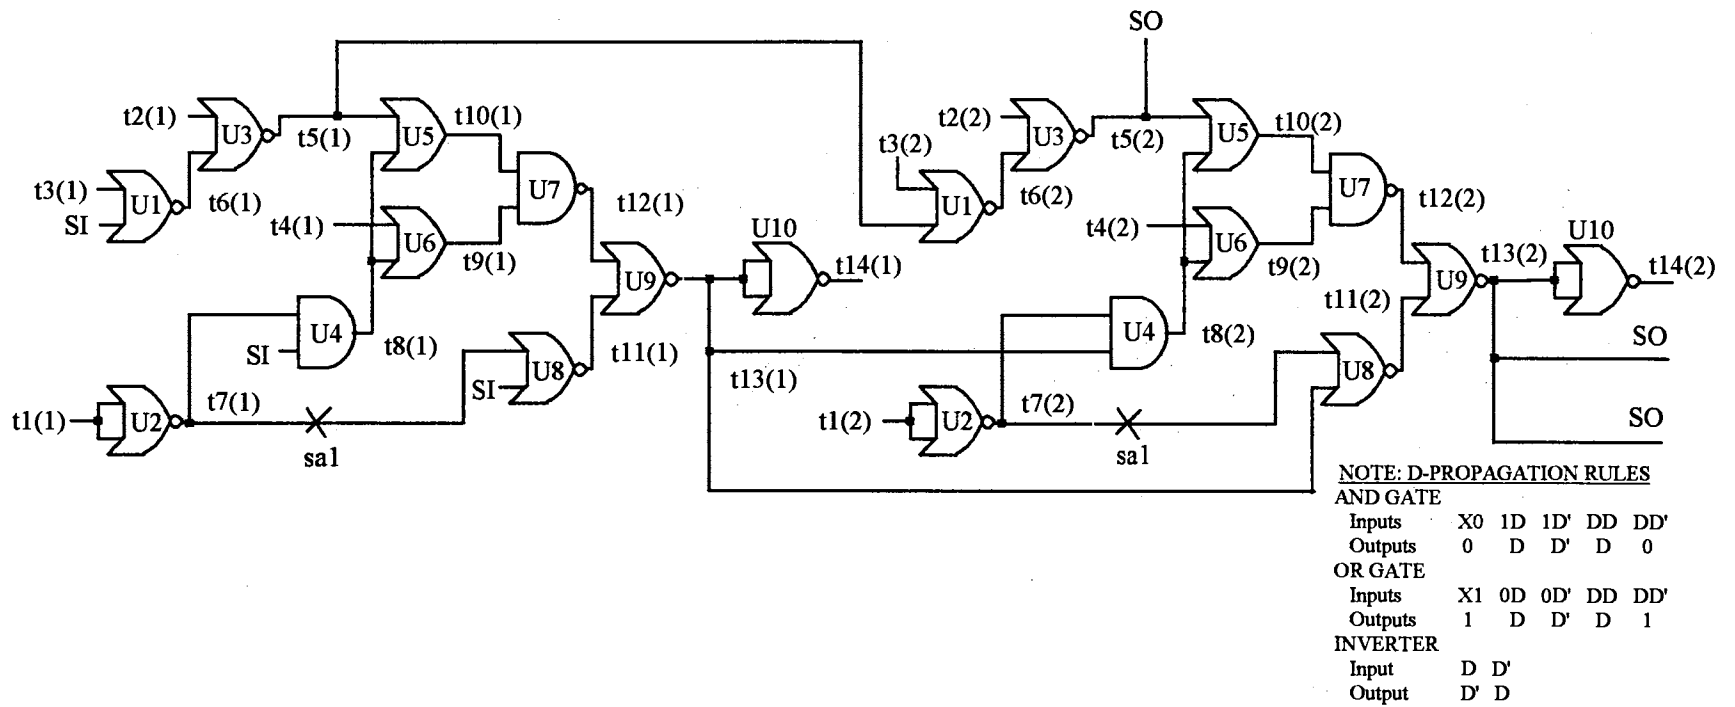 SO
t2(1)
U3
t5(1)
U5
t10(1)
t3(1)
SI
U1
t6(1)
t4(1)
U6
t9(1)
U7
t12(1)
U10
t14(1)
U9
U4
SI
t8(1)
U8
SI
t11(1)
t13(1)
t1(1)
U2
t7(1)
sa1
t2(2)
U3
t5(2)
U5
t10(2)
t3(2)
U1
t6(2)
t4(2)
U6
t9(2)
U7
t12(2)
U10
t13(2)
t14(2)
U9
t11(2)
U4
t8(2)
U8
SO
SO
t1(2)
U2
t7(2)
sa1
NOTE: D-PROPAGATION RULES
AND GATE
Inputs X0 1D 1D' DD DD'
Outputs 0 D D' D 0
OR GATE
Inputs X1 0D 0D' DD DD'
Outputs 1 D D' D 1
INVERTER
Input D D'
Output D' D